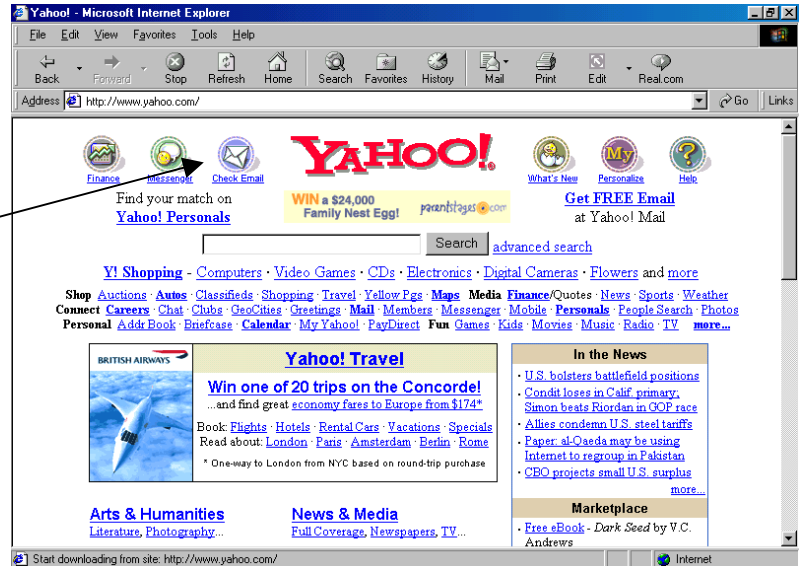 Yahoo! - Microsoft Internet Explorer
File Edit View Favorites Tools Help
Back Forward Stop Refresh Home Search Favorites History Mail Print Edit Real.com
Address http://www.yahoo.com/ Go Links
YAHOO!
Finance Messenger Check Email What's New Personalize Help
My
Find your match on
Yahoo! Personals
WIN a $24,000
Family Nest Egg! parentstages.com
Get FREE Email
at Yahoo! Mail
Search advanced search
Y! Shopping - Computers · Video Games · CDs · Electronics · Digital Cameras · Flowers and more
Shop Auctions · Autos · Classifieds · Shopping · Travel · Yellow Pgs · Maps Media Finance/Quotes · News · Sports · Weather
Connect Careers · Chat · Clubs · GeoCities · Greetings · Mail · Members · Messenger · Mobile · Personals · People Search · Photos
Personal Addr Book · Briefcase · Calendar · My Yahoo! · PayDirect Fun Games · Kids · Movies · Music · Radio · TV more...
BRITISH AIRWAYS
Yahoo! Travel
Win one of 20 trips on the Concorde!
...and find great economy fares to Europe from $174*
Book: Flights · Hotels · Rental Cars · Vacations · Specials
Read about: London · Paris · Amsterdam · Berlin · Rome
* One-way to London from NYC based on round-trip purchase
In the News
· U.S. bolsters battlefield positions
· Condit loses in Calif. primary;
Simon beats Riordan in GOP race
· Allies condemn U.S. steel tariffs
· Paper: al-Qaeda may be using
Internet to regroup in Pakistan
· CBO projects small U.S. surplus
more...
Marketplace
· Free eBook - Dark Seed by V.C.
Andrews
Arts & Humanities
Literature, Photography...
News & Media
Full Coverage, Newspapers, TV...
Start downloading from site: http://www.yahoo.com/ Internet